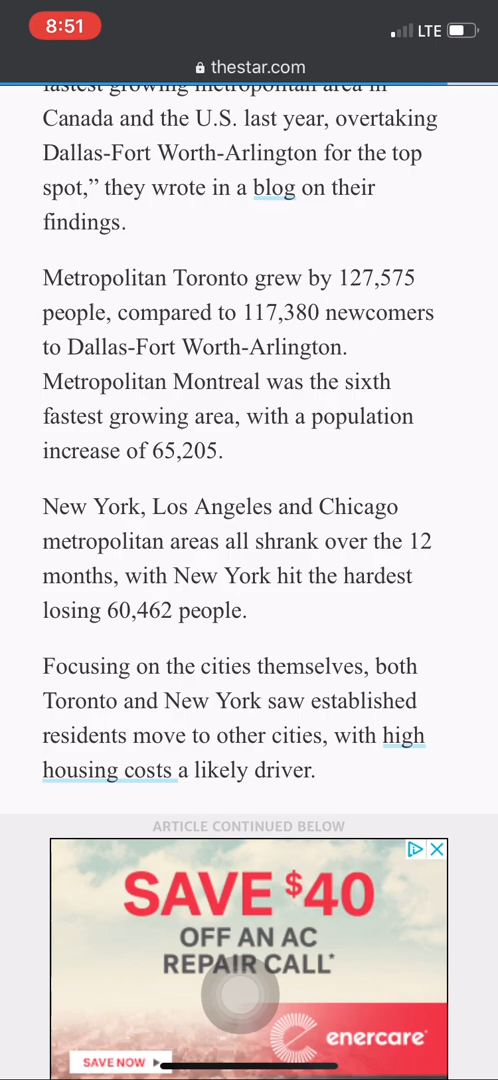 8:51
LTE
thestar.com
fastest growing metropolitan area in
Canada and the U.S. last year, overtaking
Dallas-Fort Worth-Arlington for the top
spot,” they wrote in a blog on their
findings.
Metropolitan Toronto grew by 127,575
people, compared to 117,380 newcomers
to Dallas-Fort Worth-Arlington.
Metropolitan Montreal was the sixth
fastest growing area, with a population
increase of 65,205.
New York, Los Angeles and Chicago
metropolitan areas all shrank over the 12
months, with New York hit the hardest
losing 60,462 people.
Focusing on the cities themselves, both
Toronto and New York saw established
residents move to other cities, with high
housing costs a likely driver.
ARTICLE CONTINUED BELOW
SAVE $40
OFF AN AC
REPAIR CALL*
enercare
SAVE NOW